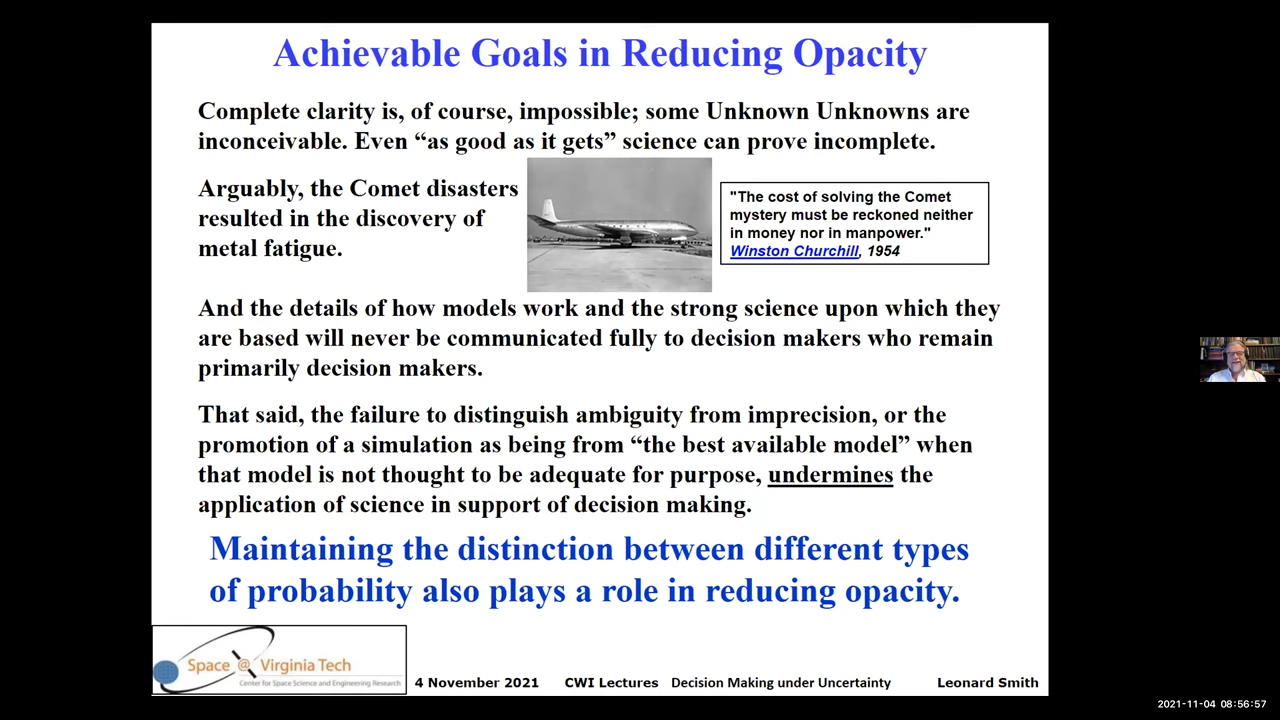 Achievable Goals in Reducing Opacity
Complete clarity is, of course, impossible; some Unknown Unknowns are
inconceivable. Even “as good as it gets” science can prove incomplete.
Arguably, the Comet disasters
resulted in the discovery of
metal fatigue.
"The cost of solving the Comet
mystery must be reckoned neither
in money nor in manpower."
Winston Churchill, 1954
And the details of how models work and the strong science upon which they
are based will never be communicated fully to decision makers who remain
primarily decision makers.
That said, the failure to distinguish ambiguity from imprecision, or the
promotion of a simulation as being from “the best available model” when
that model is not thought to be adequate for purpose, undermines the
application of science in support of decision making.
Maintaining the distinction between different types
of probability also plays a role in reducing opacity.
Space @ Virginia Tech
Center for Space Science and Engineering Research
4 November 2021 CWI Lectures Decision Making under Uncertainty Leonard Smith
2021-11-04 08:56:57